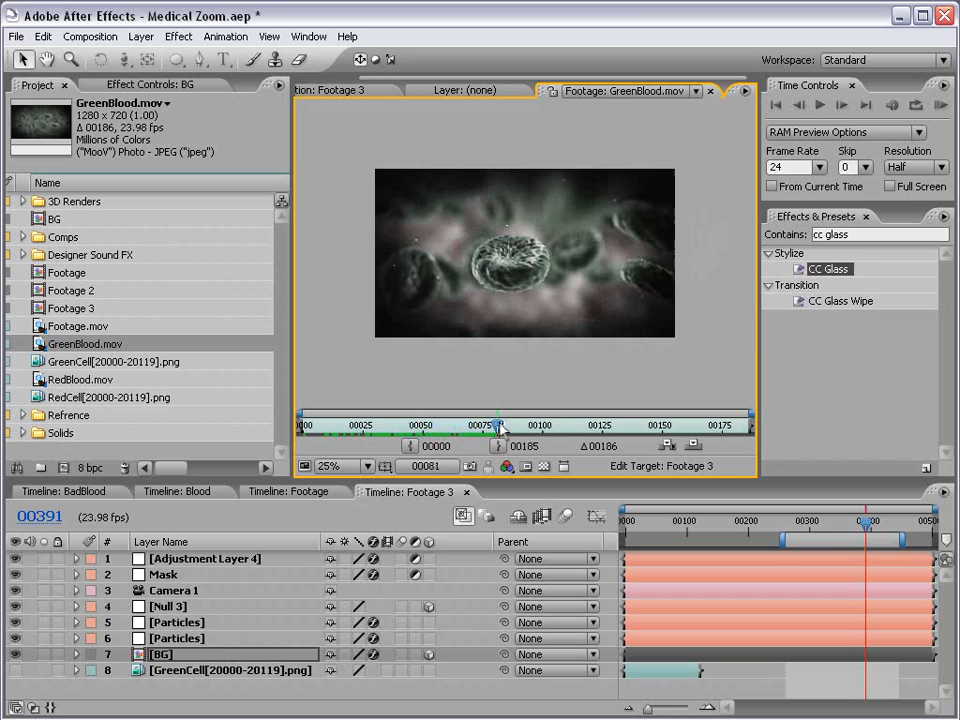 Adobe After Effects - Medical Zoom.aep *
File Edit Composition Layer Effect Animation View Window Help
Workspace: Standard
Project Effect Controls: BG
GreenBlood.mov
1280 x 720 (1.00)
Δ 00186, 23.98 fps
Millions of Colors
("MooV") Photo - JPEG ("jpeg")
Name
3D Renders
BG
Comps
Designer Sound FX
Footage
Footage 2
Footage 3
Footage.mov
GreenBlood.mov
GreenCell[20000-20119].png
RedBlood.mov
RedCell[20000-20119].png
Refrence
Solids
8 bpc
tion: Footage 3 Layer: (none) Footage: GreenBlood.mov
0000 00025 00050 00075 00100 00125 00150 00175
00000 00185 Δ 00186
25% 00081 Edit Target: Footage 3
Time Controls
RAM Preview Options
Frame Rate Skip Resolution
24 0 Half
From Current Time Full Screen
Effects & Presets
Contains: cc glass
Stylize
CC Glass
Transition
CC Glass Wipe
Timeline: BadBlood Timeline: Blood Timeline: Footage Timeline: Footage 3
00391 (23.98 fps)
# Layer Name Parent
0000 00100 00200 00300 00400 0050
1 [Adjustment Layer 4] None
2 Mask None
3 Camera 1 None
4 [Null 3] None
5 [Particles] None
6 [Particles] None
7 [BG] None
8 [GreenCell[20000-20119].png] None